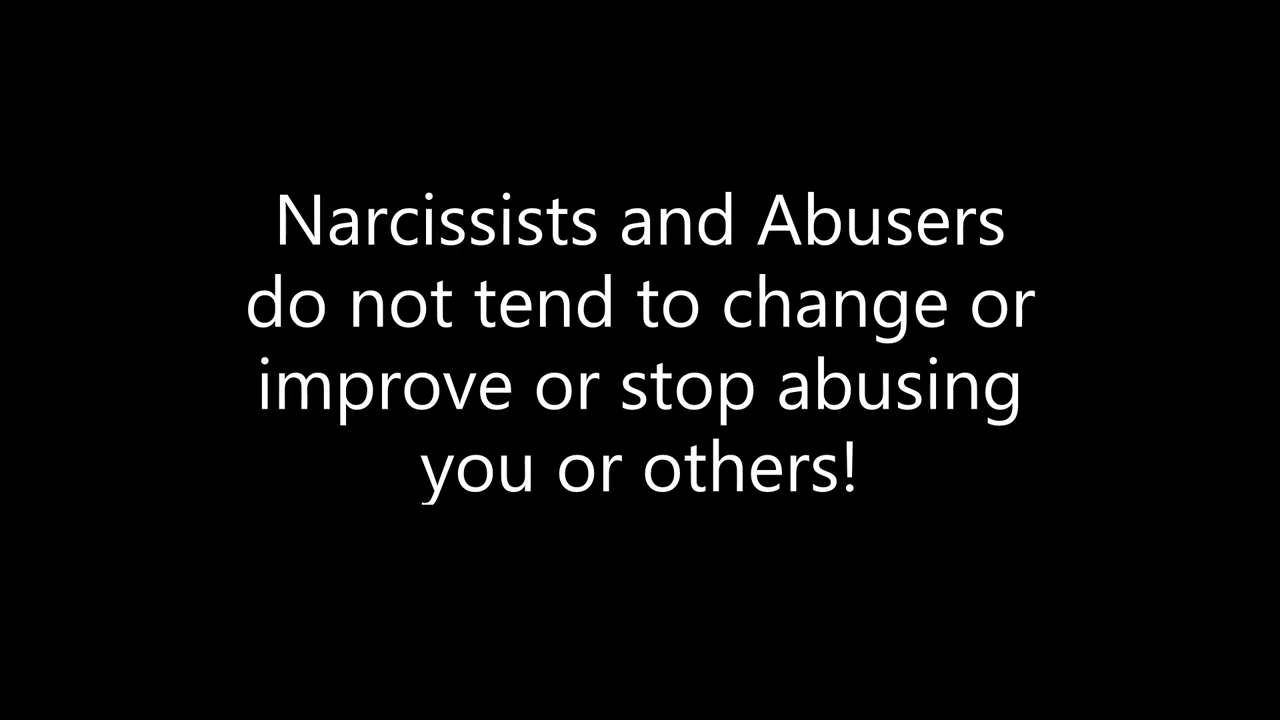 Narcissists and Abusers
do not tend to change or
improve or stop abusing
you or others!